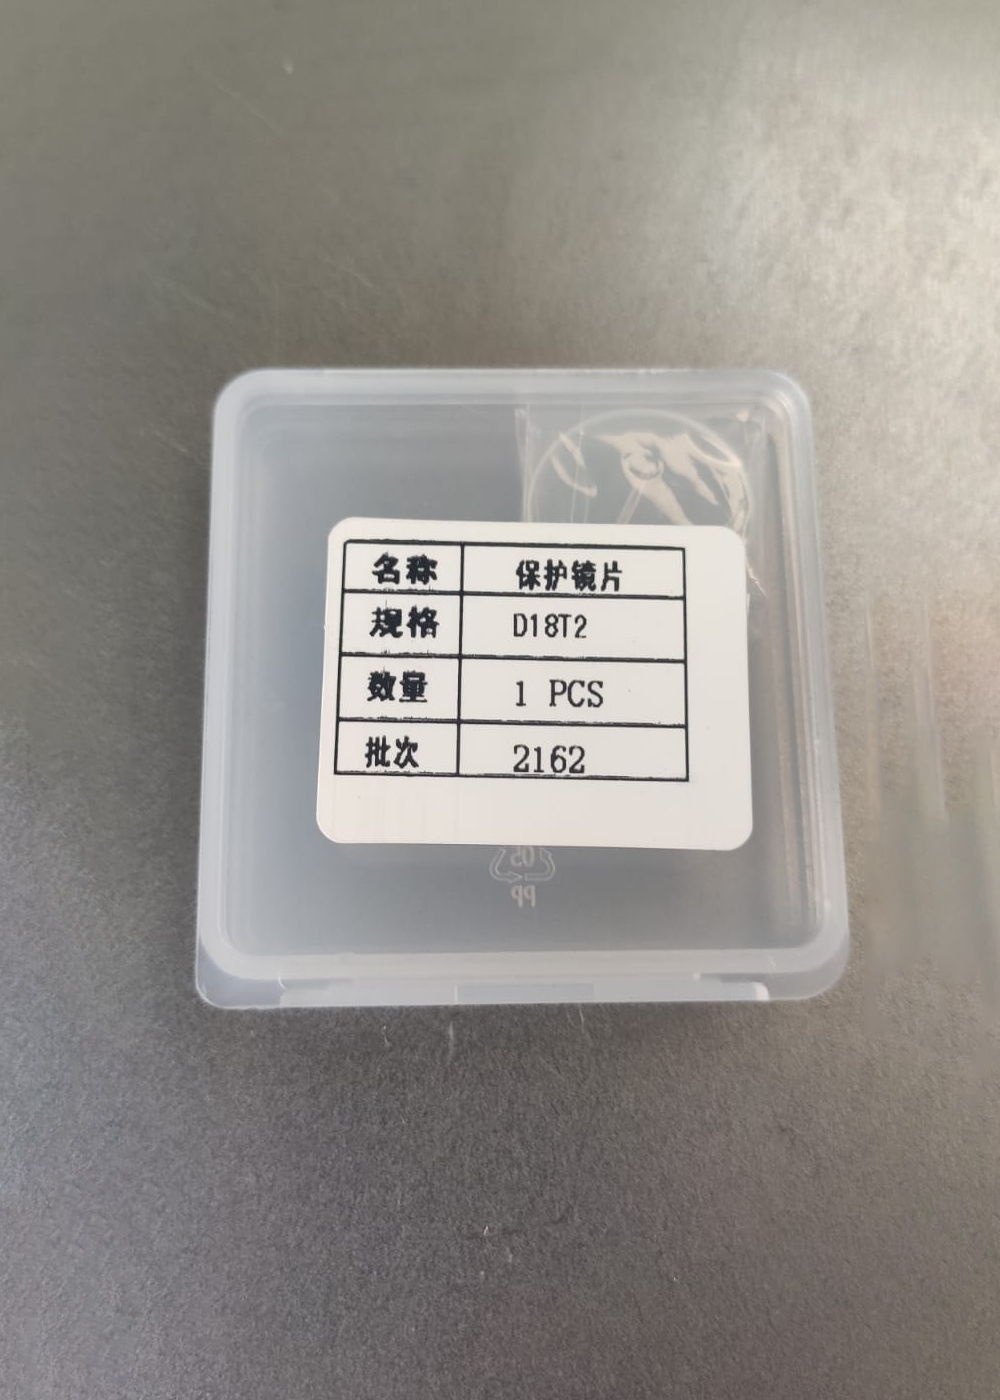 名称 保护镜片
规格 D18T2
数量 1 PCS
批次 2162
05
PP